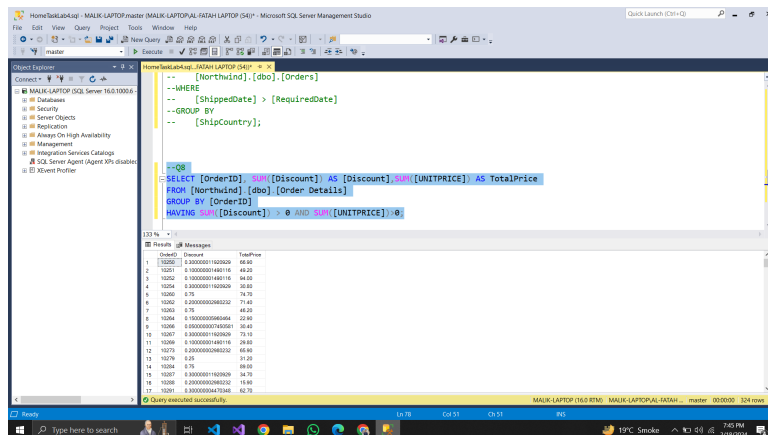 HomeTaskLab4.sql - MALIK-LAPTOP.master (MALIK-LAPTOP\AL-FATAH LAPTOP (54))* - Microsoft SQL Server Management Studio
Quick Launch (Ctrl+Q)
File Edit View Query Project Tools Window Help
New Query
master
Execute
Object Explorer
HomeTaskLab4.sql...FATAH LAPTOP (54))*
Connect
MALIK-LAPTOP (SQL Server 16.0.1000.6 -
Databases
Security
Server Objects
Replication
Always On High Availability
Management
Integration Services Catalogs
SQL Server Agent (Agent XPs disabled
XEvent Profiler
-- [Northwind].[dbo].[Orders]
--WHERE
-- [ShippedDate] > [RequiredDate]
--GROUP BY
-- [ShipCountry];
--Q8
SELECT [OrderID], SUM([Discount]) AS [Discount],SUM([UNITPRICE]) AS TotalPrice
FROM [Northwind].[dbo].[Order Details]
GROUP BY [OrderID]
HAVING SUM([Discount]) > 0 AND SUM([UNITPRICE])>0;
133 %
Results Messages
OrderID Discount TotalPrice
1 10250 0.300000011920929 66.90
2 10251 0.100000001490116 49.20
3 10252 0.100000001490116 94.00
4 10254 0.300000011920929 30.80
5 10260 0.75 74.70
6 10262 0.200000002980232 71.40
7 10263 0.75 46.20
8 10264 0.150000005960464 22.90
9 10266 0.0500000007450581 30.40
10 10267 0.300000011920929 73.10
11 10269 0.100000001490116 29.80
12 10273 0.200000002980232 65.90
13 10279 0.25 31.20
14 10284 0.75 89.00
15 10287 0.300000011920929 34.70
16 10288 0.200000002980232 15.90
17 10291 0.300000004470348 62.70
Query executed successfully.
MALIK-LAPTOP (16.0 RTM) MALIK-LAPTOP\AL-FATAH ... master 00:00:00 324 rows
Ready
Ln 78 Col 51 Ch 51 INS
Type here to search
19°C Smoke
7:45 PM
2/18/2024